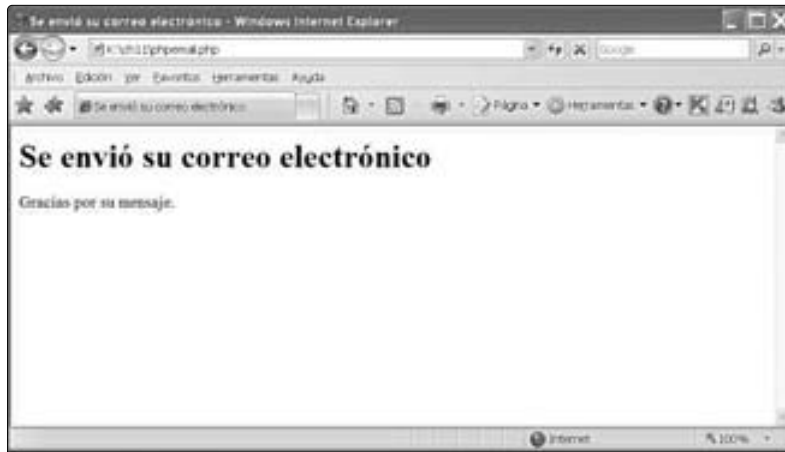 Se envió su correo electrónico - Windows Internet Explorer
Google
Archivo Edición Ver Favoritos Herramientas Ayuda
Se envió su correo electrónico
Página Herramientas
Se envió su correo electrónico
Gracias por su mensaje.
Internet
100%